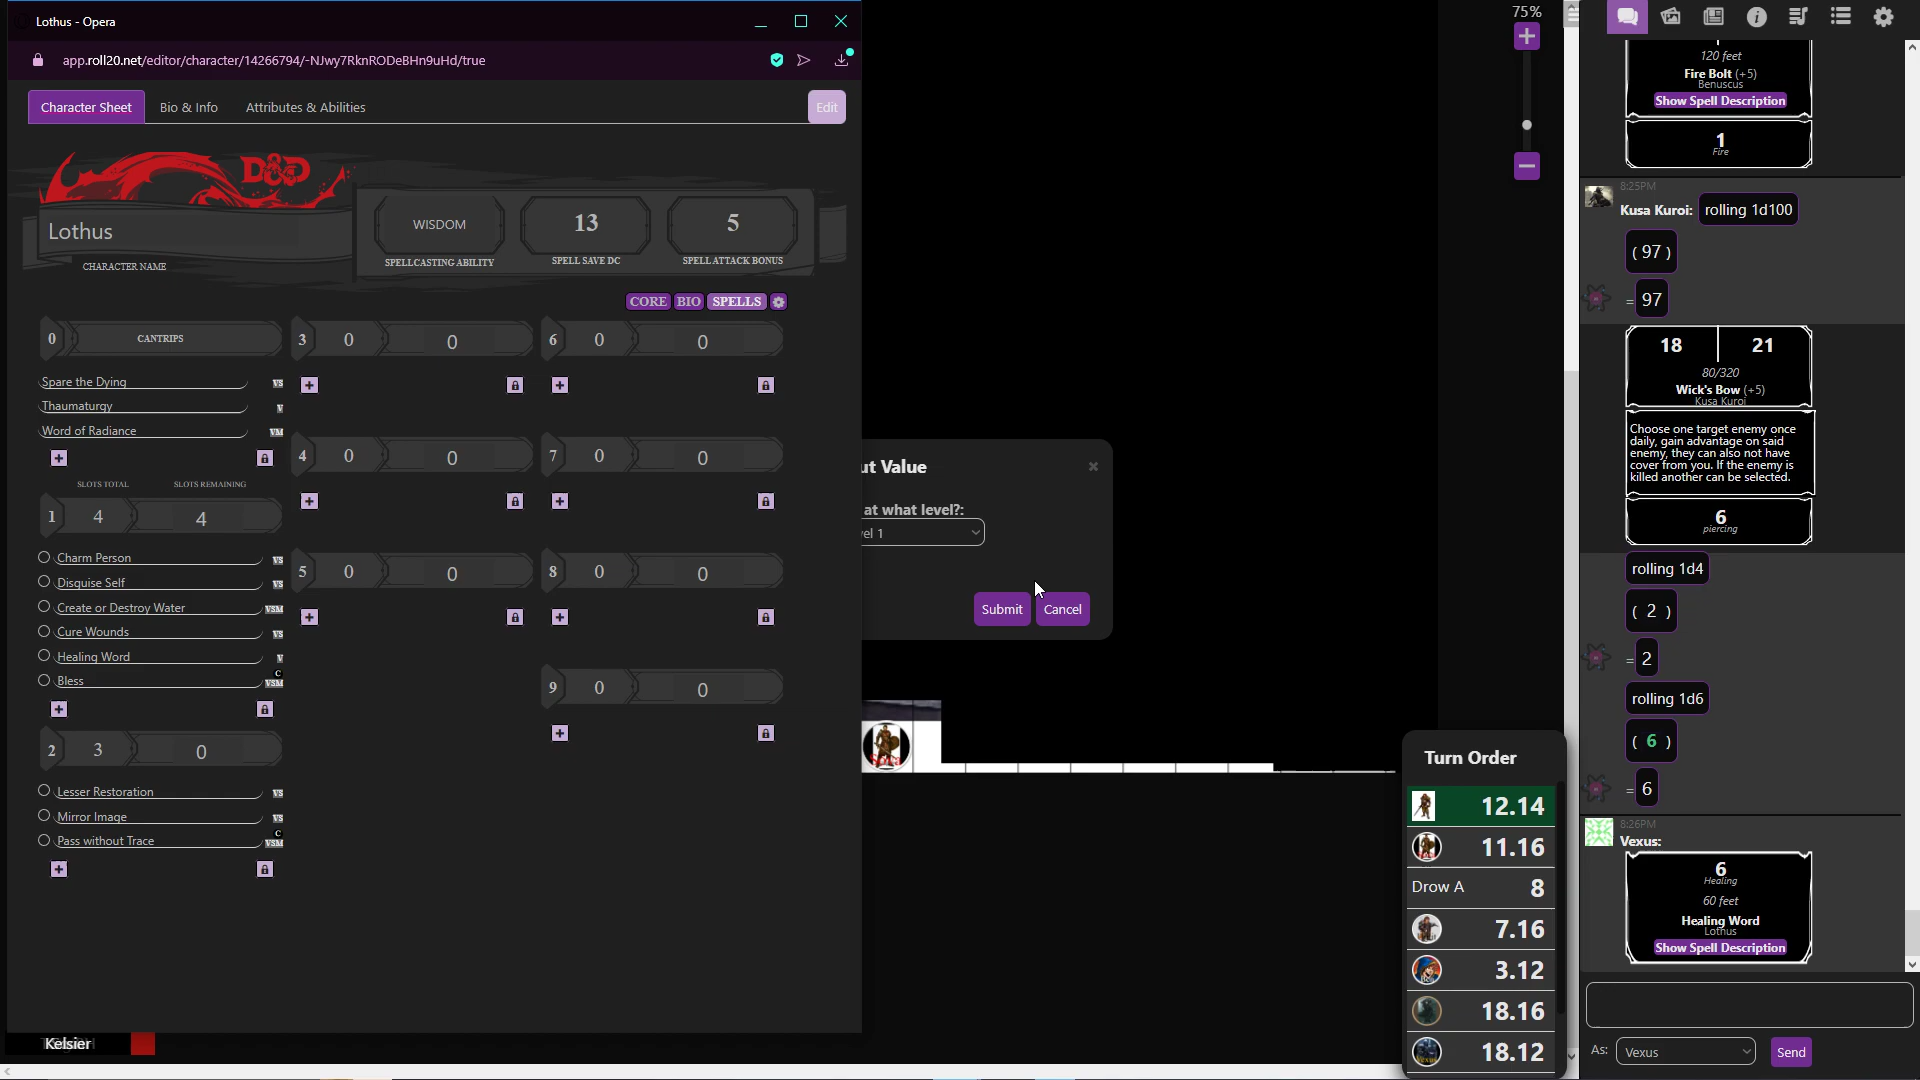 Lothus - Opera
app.roll20.net/editor/character/14266794/-NJwy7RknRODeBHn9uHd/true
Character Sheet
Bio & Info
Attributes & Abilities
Edit
D&D
Lothus
CHARACTER NAME
WISDOM
SPELLCASTING ABILITY
13
SPELL SAVE DC
5
SPELL ATTACK BONUS
CORE
BIO
SPELLS
0
CANTRIPS
Spare the Dying
VS
Thaumaturgy
V
Word of Radiance
VM
SLOTS TOTAL
SLOTS REMAINING
1
4
4
Charm Person
VS
Disguise Self
VS
Create or Destroy Water
VSM
Cure Wounds
VS
Healing Word
V
Bless
C
VSM
2
3
0
Lesser Restoration
VS
Mirror Image
VS
Pass without Trace
C
VSM
3
0
0
4
0
0
5
0
0
6
0
0
7
0
0
8
0
0
9
0
0
Kelsier
ut Value
at what level?:
el 1
Submit
Cancel
75%
Turn Order
12.14
11.16
Drow A
8
7.16
3.12
18.16
18.12
120 feet
Fire Bolt (+5)
Benuscus
Show Spell Description
1
Fire
8:25PM
Kusa Kuroi:
rolling 1d100
( 97 )
= 97
18
21
80/320
Wick's Bow (+5)
Kusa Kuroi
Choose one target enemy once
daily, gain advantage on said
enemy, they can also not have
cover from you. If the enemy is
killed another can be selected.
6
piercing
rolling 1d4
( 2 )
= 2
rolling 1d6
( 6 )
= 6
8:26PM
Vexus:
6
Healing
60 feet
Healing Word
Lothus
Show Spell Description
As:
Vexus
Send